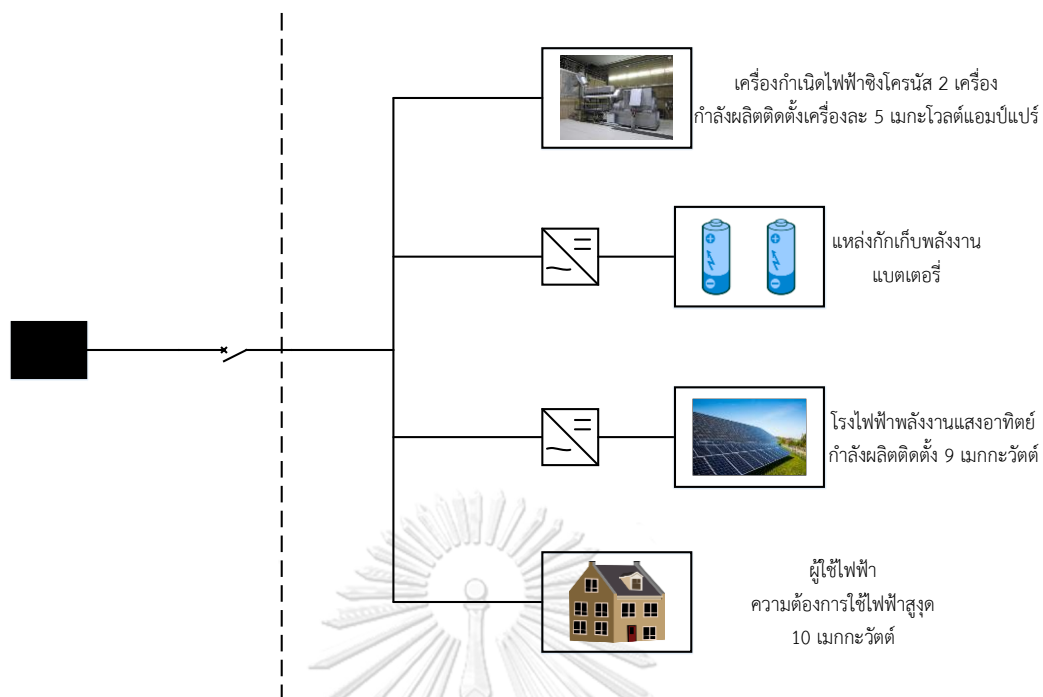 เครื่องกำเนิดไฟฟ้าซิงโครนัส 2 เครื่อง
กำลังผลิตติดตั้งเครื่องละ 5 เมกะโวลต์แอมป์แปร์
แหล่งกักเก็บพลังงาน
แบตเตอรี่
โรงไฟฟ้าพลังงานแสงอาทิตย์
กำลังผลิตติดตั้ง 9 เมกกะวัตต์
ผู้ใช้ไฟฟ้า
ความต้องการใช้ไฟฟ้าสูงุด
10 เมกกะวัตต์